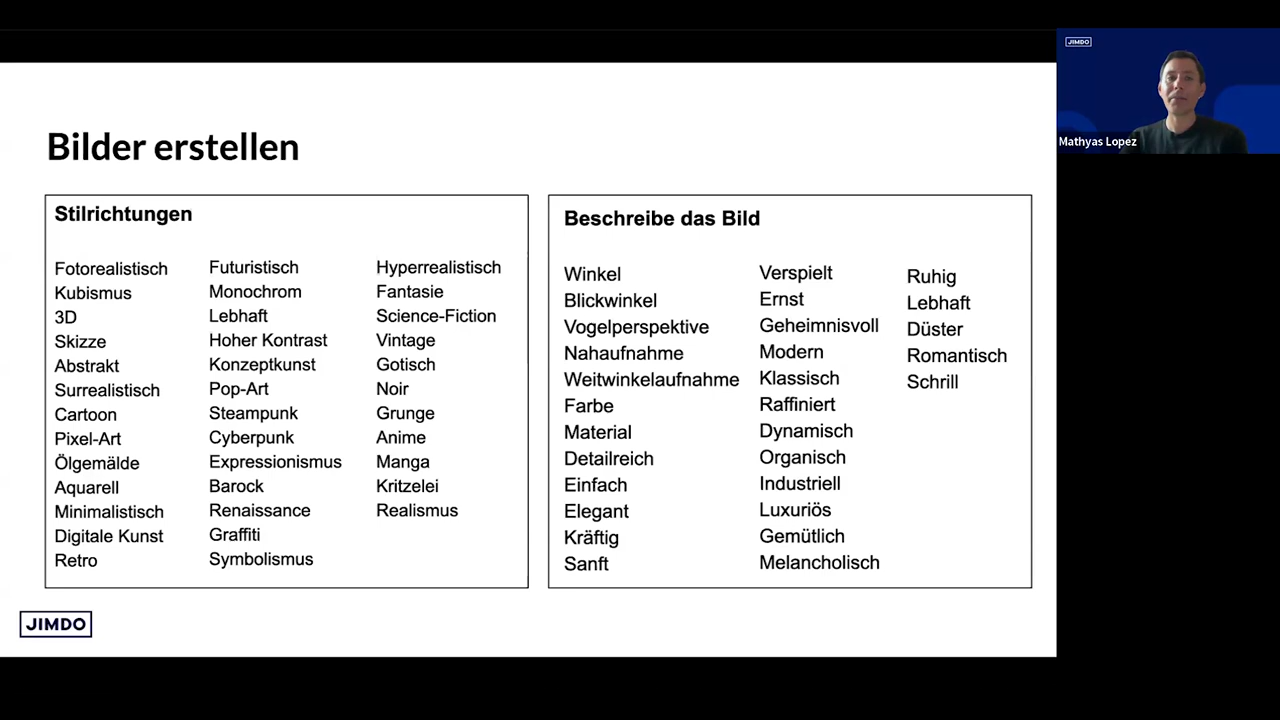 Bilder erstellen
Stilrichtungen
Fotorealistisch
Kubismus
3D
Skizze
Abstrakt
Surrealistisch
Cartoon
Pixel-Art
Ölgemälde
Aquarell
Minimalistisch
Digitale Kunst
Retro
Futuristisch
Monochrom
Lebhaft
Hoher Kontrast
Konzeptkunst
Pop-Art
Steampunk
Cyberpunk
Expressionismus
Barock
Renaissance
Graffiti
Symbolismus
Hyperrealistisch
Fantasie
Science-Fiction
Vintage
Gotisch
Noir
Grunge
Anime
Manga
Kritzelei
Realismus
Beschreibe das Bild
Winkel
Blickwinkel
Vogelperspektive
Nahaufnahme
Weitwinkelaufnahme
Farbe
Material
Detailreich
Einfach
Elegant
Kräftig
Sanft
Verspielt
Ernst
Geheimnisvoll
Modern
Klassisch
Raffiniert
Dynamisch
Organisch
Industriell
Luxuriös
Gemütlich
Melancholisch
Ruhig
Lebhaft
Düster
Romantisch
Schrill
JIMDO
JIMDO
Mathyas Lopez